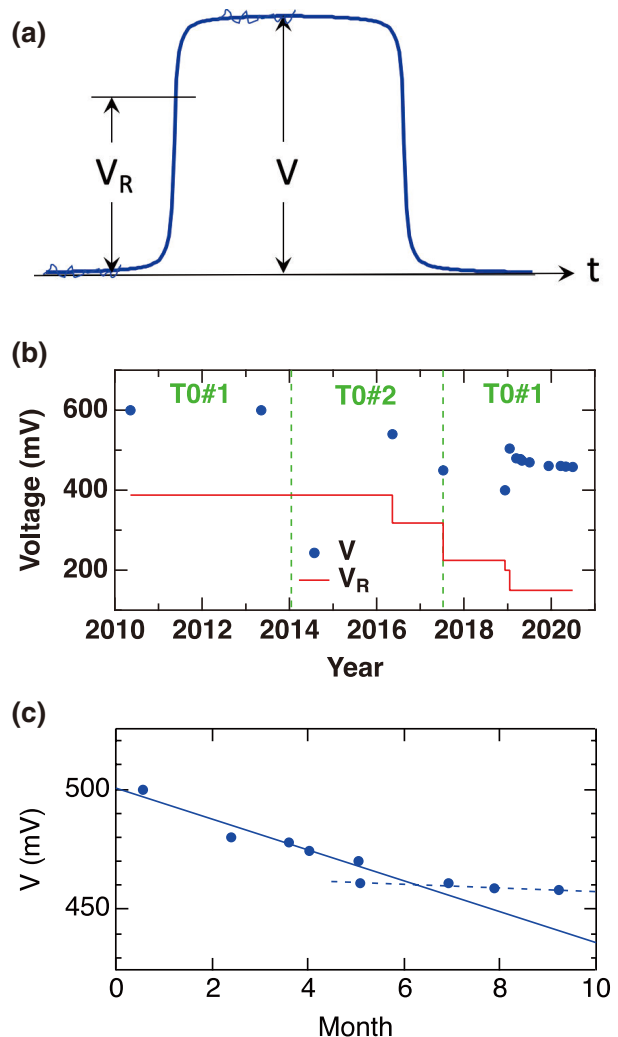 (a)
V_R
V
t
(b)
Voltage (mV)
600
400
200
T0#1
T0#2
T0#1
V
V_R
2010
2012
2014
2016
2018
2020
Year
(c)
V (mV)
500
450
0
2
4
6
8
10
Month